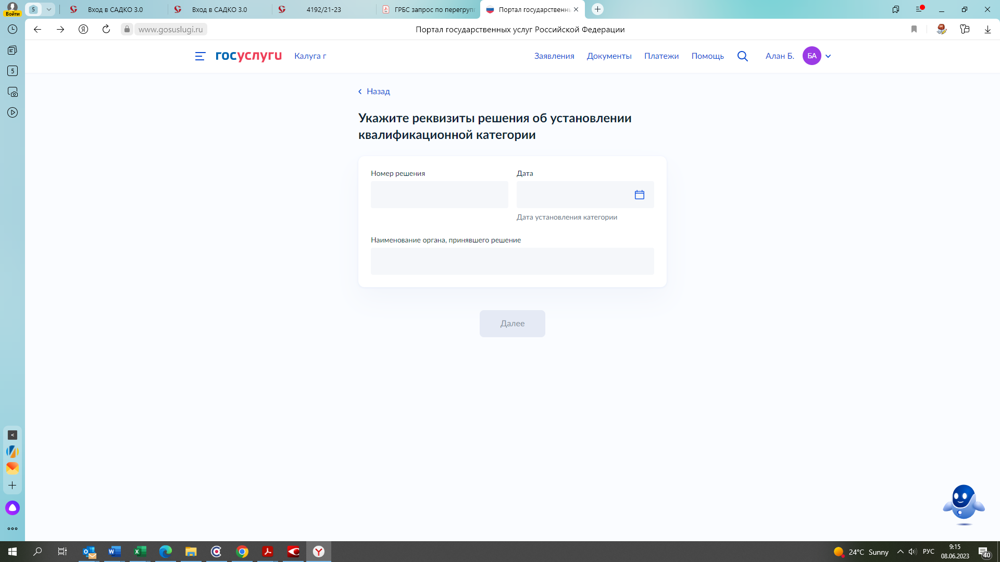 Войти
5
Вход в САДКО 3.0
Вход в САДКО 3.0
4192/21-23
ГРБС запрос по перегруп
Портал государственнь
www.gosuslugi.ru
Портал государственных услуг Российской Федерации
5
госуслуги
Калуга г
Заявления
Документы
Платежи
Помощь
Алан Б.
БА
Назад
Укажите реквизиты решения об установлении
квалификационной категории
Номер решения
Дата
Дата установления категории
Наименование органа, принявшего решение
Далее
24°C Sunny
РУС
9:15
08.06.2023
40